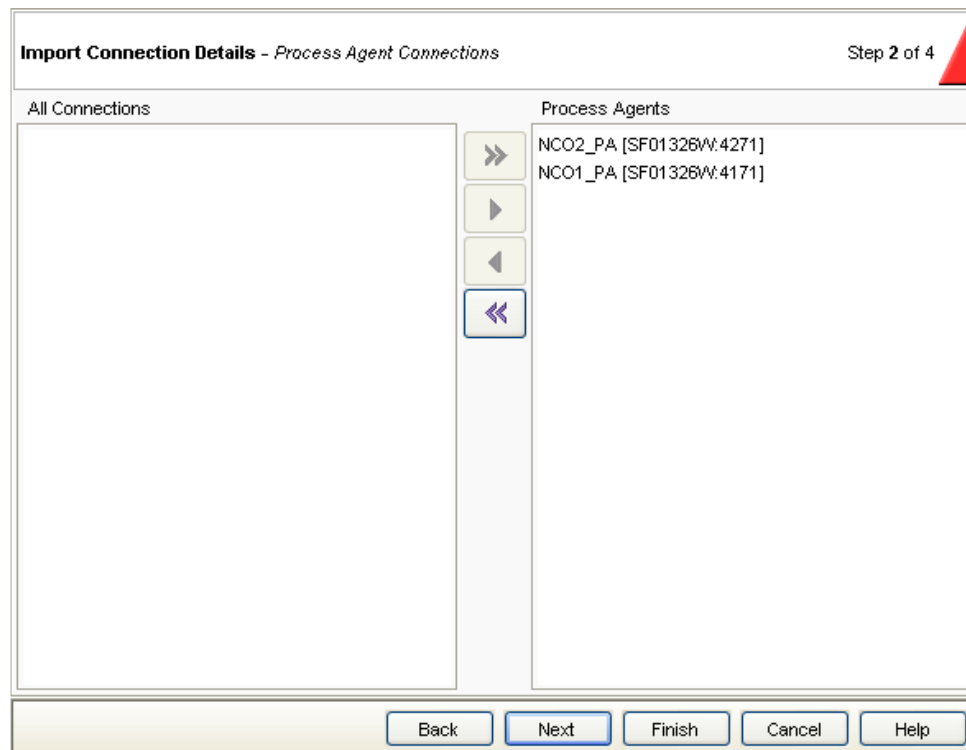 Import Connection Details - Process Agent Connections
Step 2 of 4
All Connections
Process Agents
NCO2_PA [SF01326W:4271]
NCO1_PA [SF01326W:4171]
Back
Next
Finish
Cancel
Help